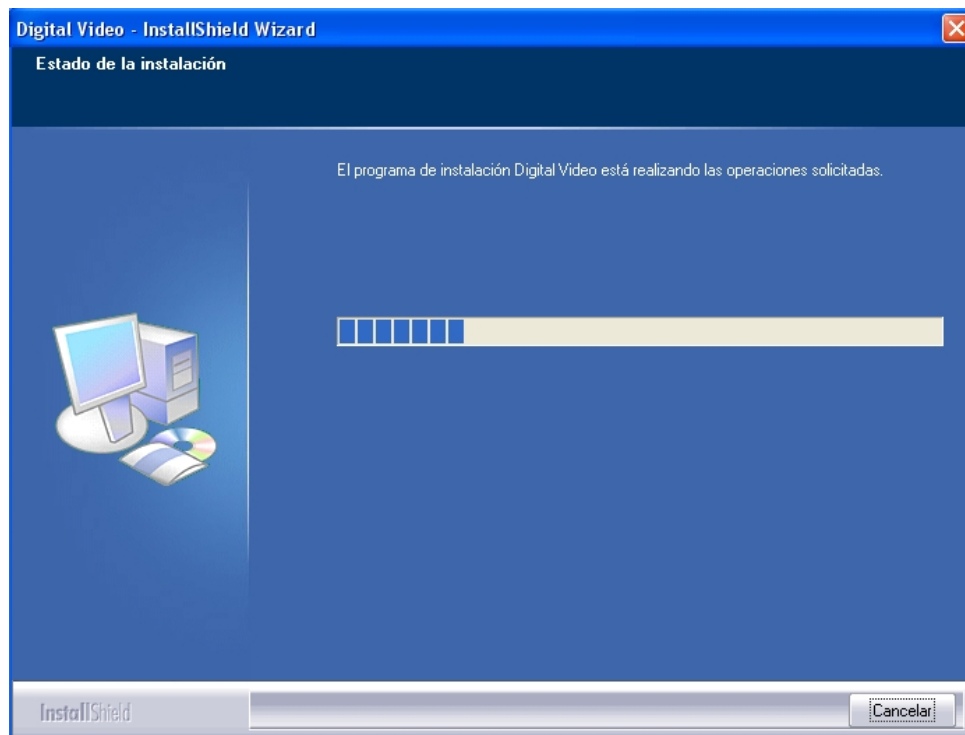 Digital Video - InstallShield Wizard
Estado de la instalación
El programa de instalación Digital Video está realizando las operaciones solicitadas.
InstallShield
Cancelar